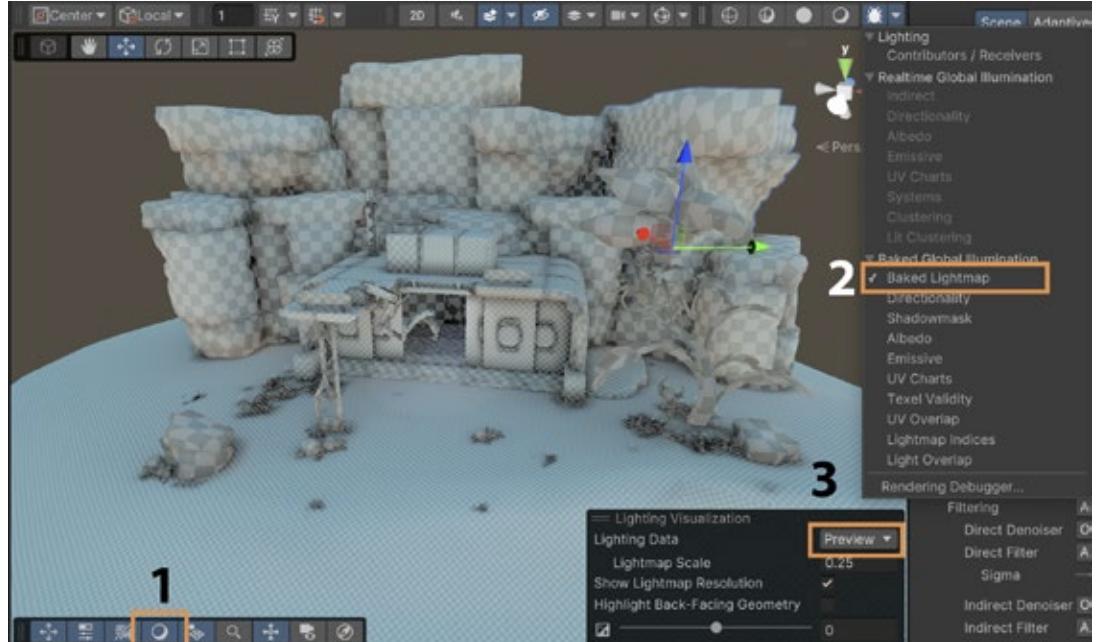 Center
Local
1
2D
Scene
Adaptive
Lighting
Contributors / Receivers
Realtime Global Illumination
Indirect
Directionality
Albedo
Emissive
UV Charts
Systems
Clustering
Lit Clustering
Baked Global Illumination
2
✓ Baked Lightmap
Directionality
Shadowmask
Albedo
Emissive
UV Charts
Texel Validity
UV Overlap
Lightmap Indices
Light Overlap
Rendering Debugger...
y
Pers
3
Filtering
A
Direct Denoiser
O
Direct Filter
A
Sigma
Indirect Denoiser
O
Indirect Filter
A
Lighting Visualization
Lighting Data
Preview
Lightmap Scale
0.25
Show Lightmap Resolution
✓
Highlight Back-Facing Geometry
0
1